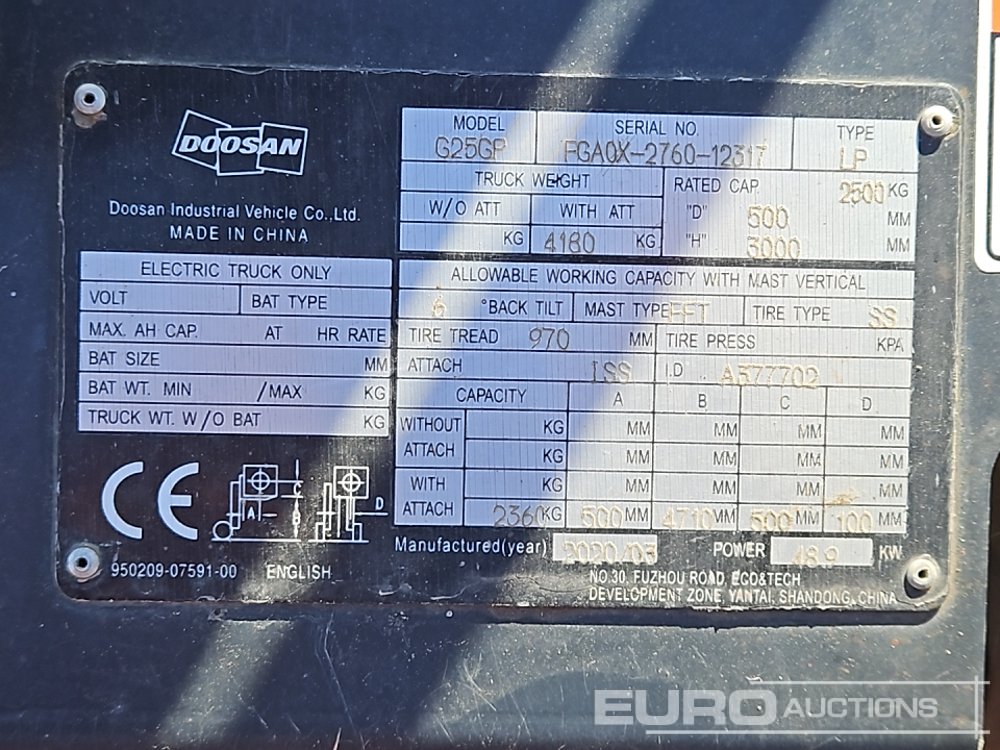 DOOSAN
Doosan Industrial Vehicle Co.,Ltd.
MADE IN CHINA
MODEL SERIAL NO. TYPE
G25GP FGA0X-2760-12317 LP
TRUCK WEIGHT RATED CAP. 2500 KG
W/O ATT WITH ATT "D" 500 MM
KG 4180 KG "H" 3000 MM
ELECTRIC TRUCK ONLY
VOLT BAT TYPE
MAX. AH CAP. AT HR RATE
BAT SIZE MM
BAT WT. MIN /MAX KG
TRUCK WT. W/O BAT KG
ALLOWABLE WORKING CAPACITY WITH MAST VERTICAL
6 °BACK TILT MAST TYPE FFT TIRE TYPE SS
TIRE TREAD 970 MM TIRE PRESS KPA
ATTACH ISS I.D A577702
CAPACITY A B C D
WITHOUT ATTACH KG MM MM MM MM
KG MM MM MM MM
WITH ATTACH KG MM MM MM MM
2360 KG 500 MM 4710 MM 500 MM 100 MM
C
A B D
CE
Manufactured(year) 2020/03 POWER 48.9 KW
950209-07591-00 ENGLISH
NO.30, FUZHOU ROAD, ECO&TECH
DEVELOPMENT ZONE, YANTAI, SHANDONG, CHINA
EURO AUCTIONS